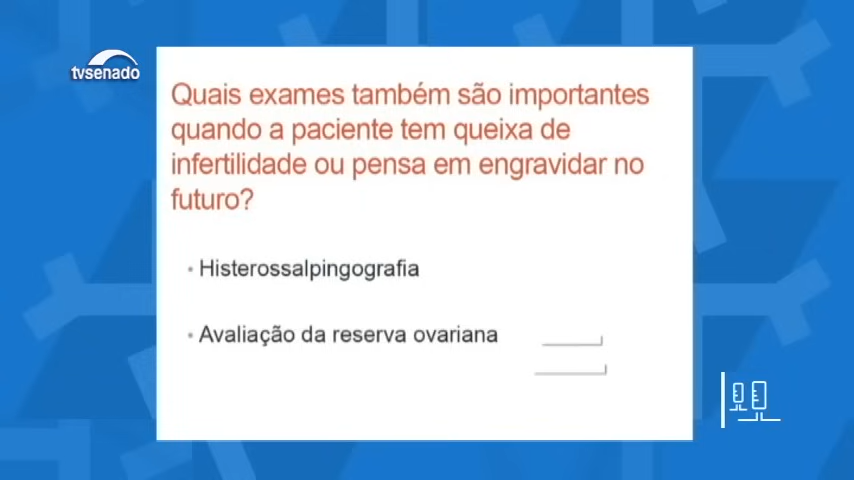 tvsenado
Quais exames também são importantes
quando a paciente tem queixa de
infertilidade ou pensa em engravidar no
futuro?
• Histerossalpingografia
• Avaliação da reserva ovariana